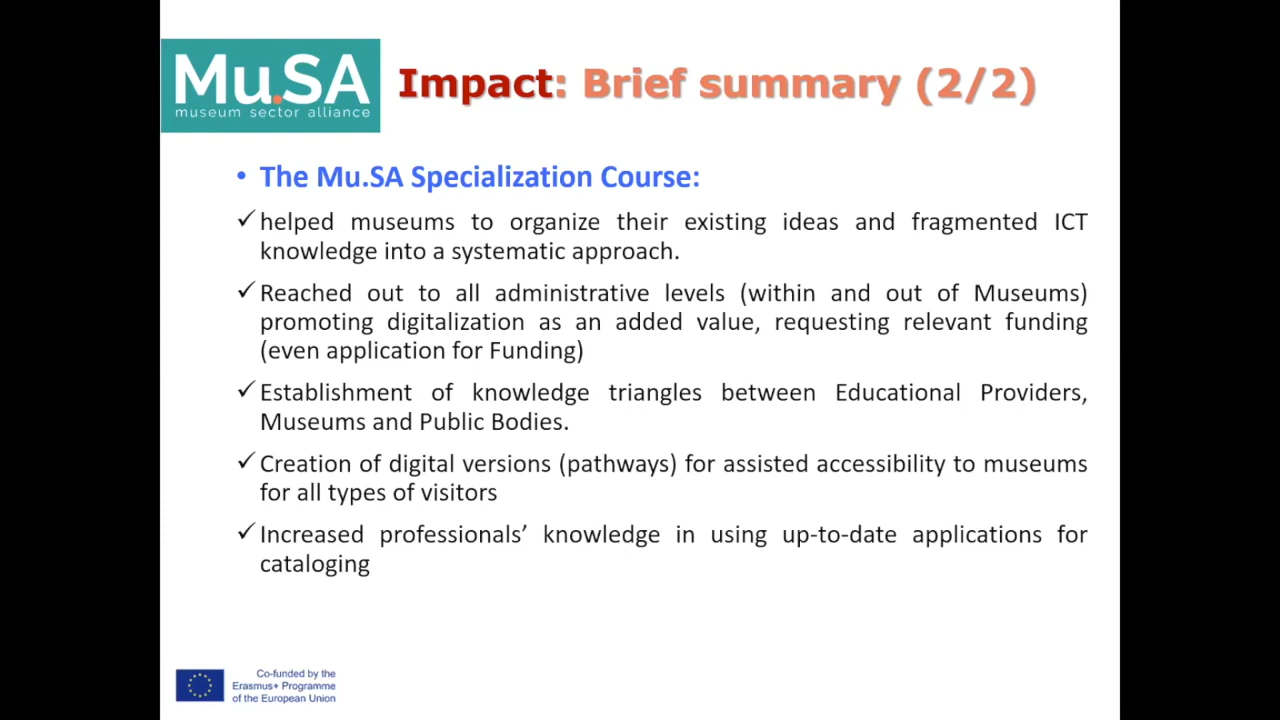 Mu.SA
museum sector alliance
Impact: Brief summary (2/2)
• The Mu.SA Specialization Course:
✓ helped museums to organize their existing ideas and fragmented ICT
knowledge into a systematic approach.
✓ Reached out to all administrative levels (within and out of Museums)
promoting digitalization as an added value, requesting relevant funding
(even application for Funding)
✓ Establishment of knowledge triangles between Educational Providers,
Museums and Public Bodies.
✓ Creation of digital versions (pathways) for assisted accessibility to museums
for all types of visitors
✓ Increased professionals’ knowledge in using up-to-date applications for
cataloging
Co-funded by the
Erasmus+ Programme
of the European Union